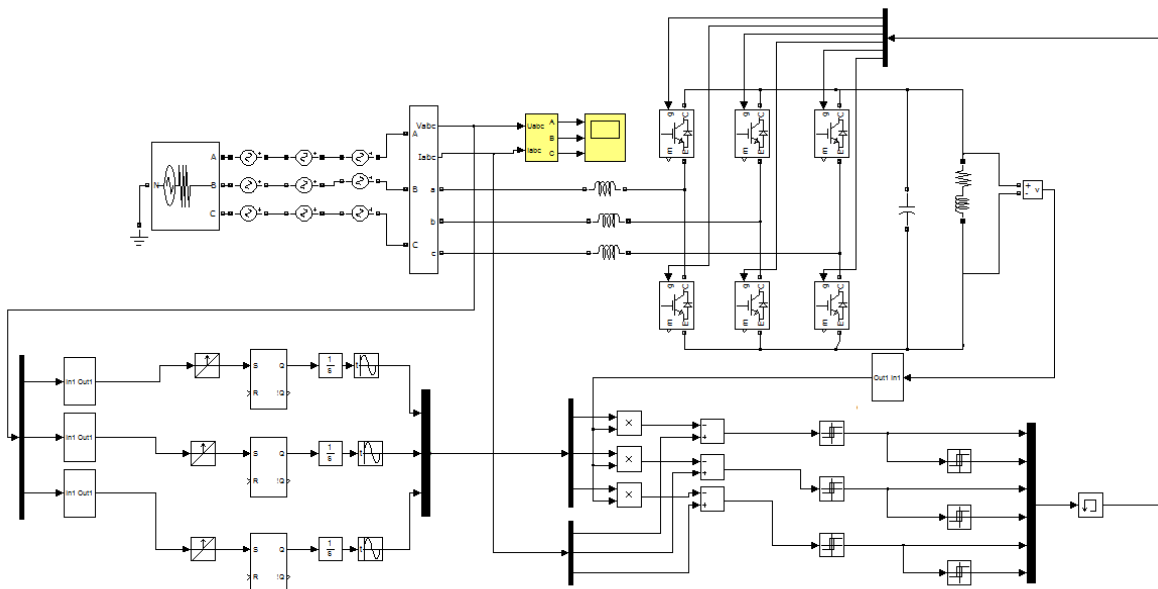 Vabc
A
Iabc
a
B
b
C
c
Uabc
Iabc
A
B
C
N
A
B
C
g
C
m
E
g
C
m
E
g
C
m
E
g
C
m
E
g
C
m
E
g
C
m
E
+
-
v
Out1 In1
In1 Out1
In1 Out1
In1 Out1
S
Q
R
!Q
S
Q
R
!Q
S
Q
R
!Q
1
s
1
s
1
s
t
t
t
×
×
×
−
+
−
+
−
+